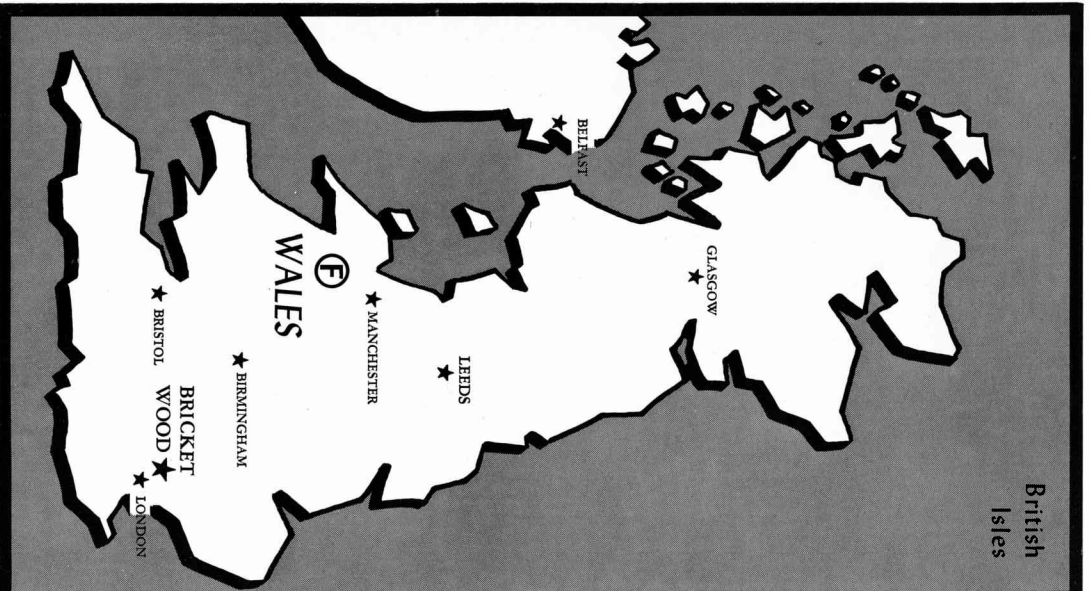 British
Isles
GLASGOW
BELFAST
LEEDS
MANCHESTER
F
WALES
BIRMINGHAM
BRICKET
WOOD
BRISTOL
LONDON